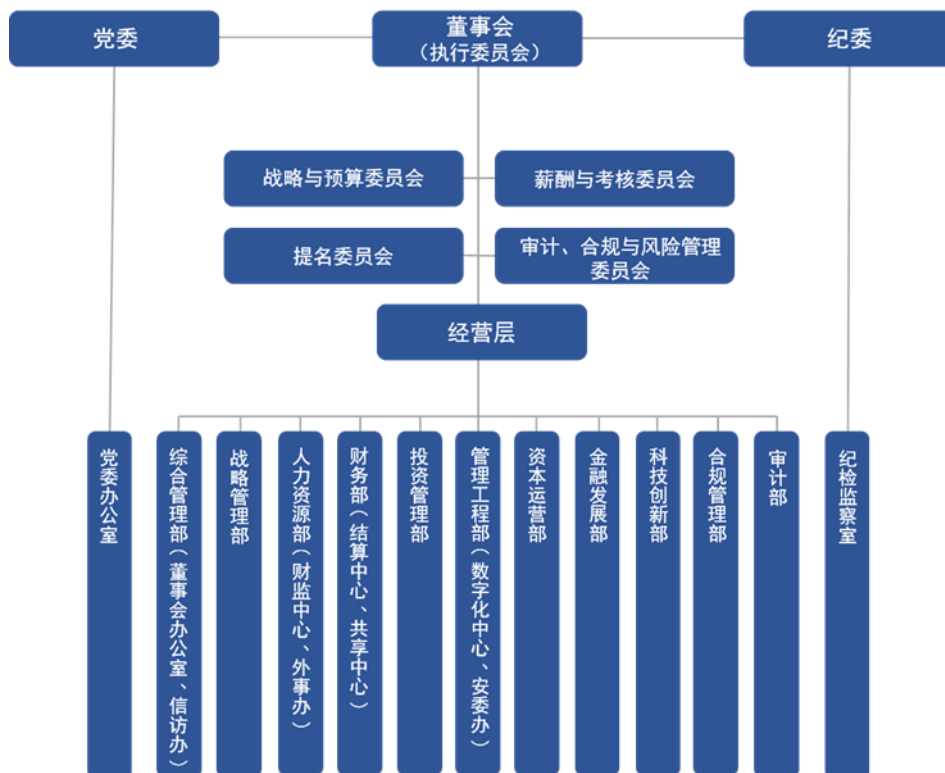 党委
董事会
（执行委员会）
纪委
战略与预算委员会
薪酬与考核委员会
提名委员会
审计、合规与风险管理
委员会
经营层
党委办公室
综合管理部（董事会办公室、信访办）
战略管理部
人力资源部（财监中心、外事办）
财务部（结算中心、共享中心）
投资管理部
管理工程部（数字化中心、安委办）
资本运营部
金融发展部
科技创新部
合规管理部
审计部
纪检监察室